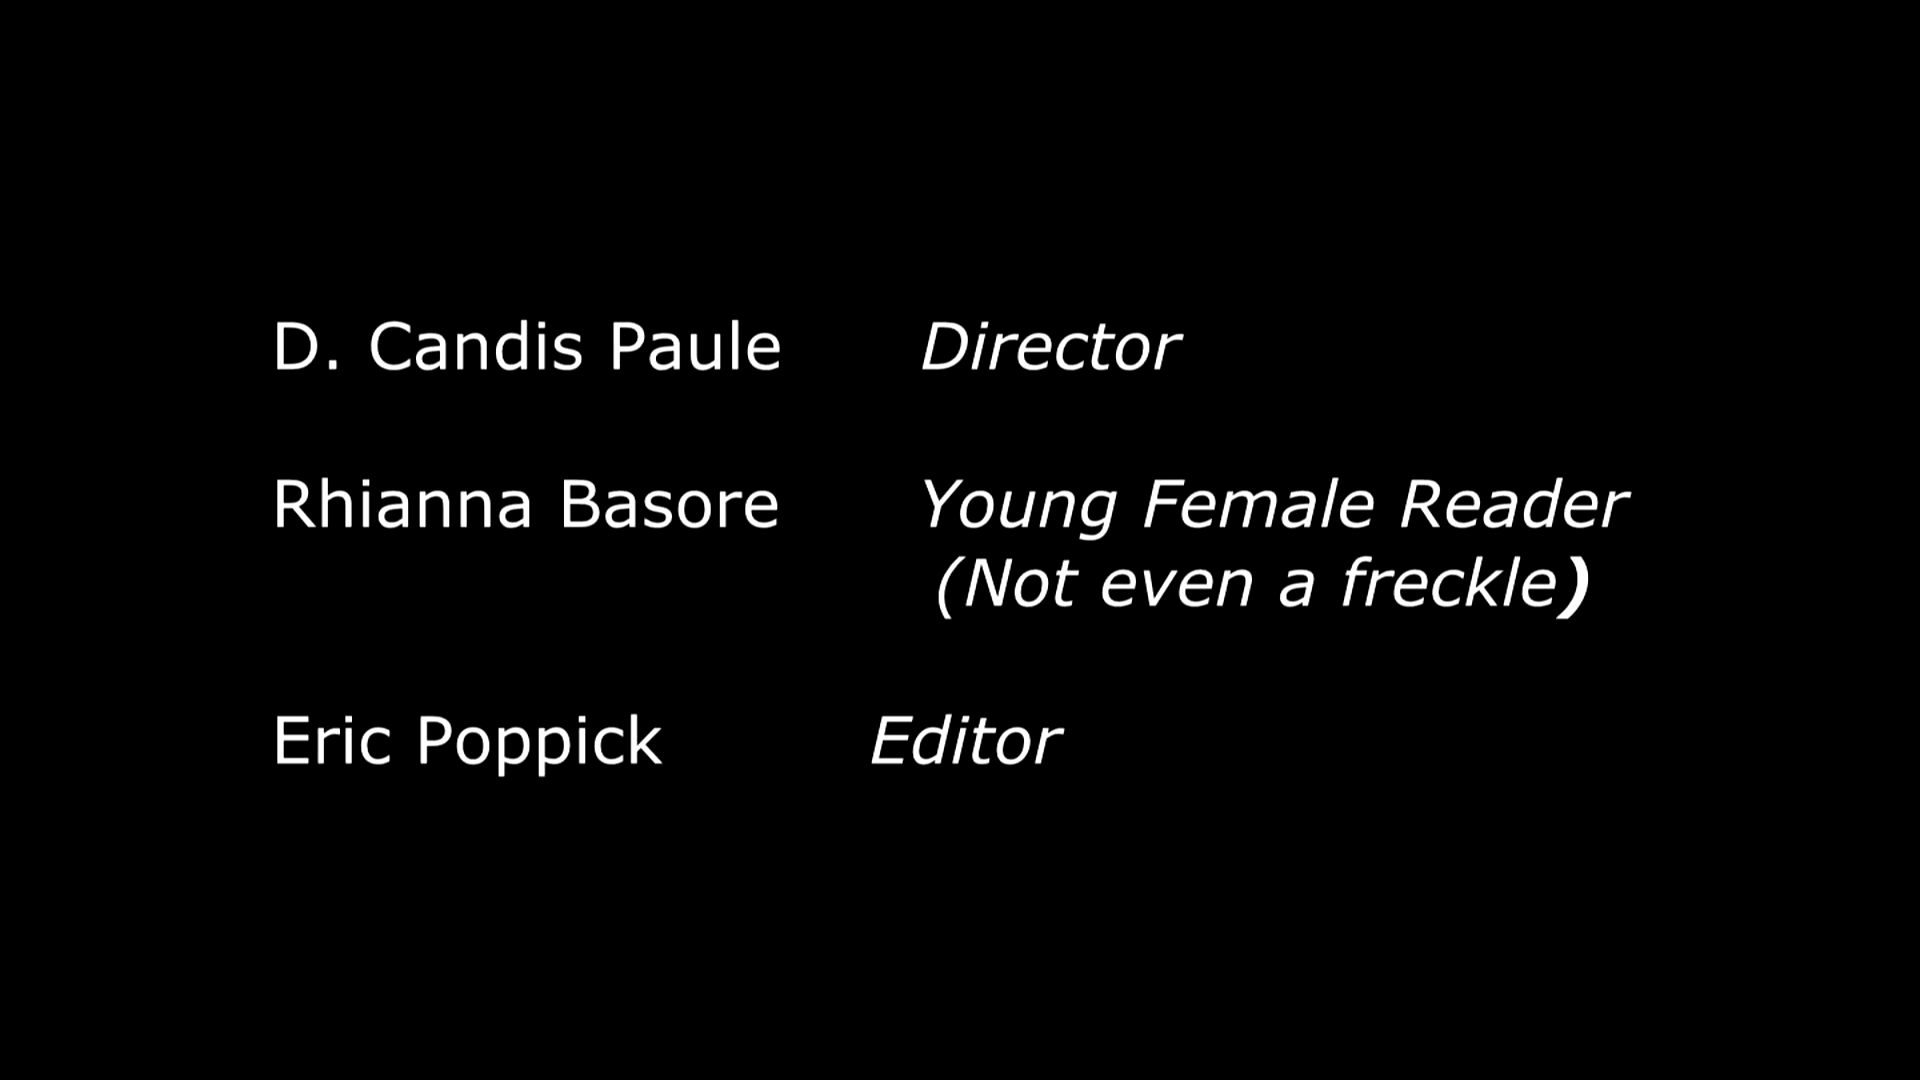 D. Candis Paule Director
Rhianna Basore Young Female Reader
(Not even a freckle)
Eric Poppick Editor